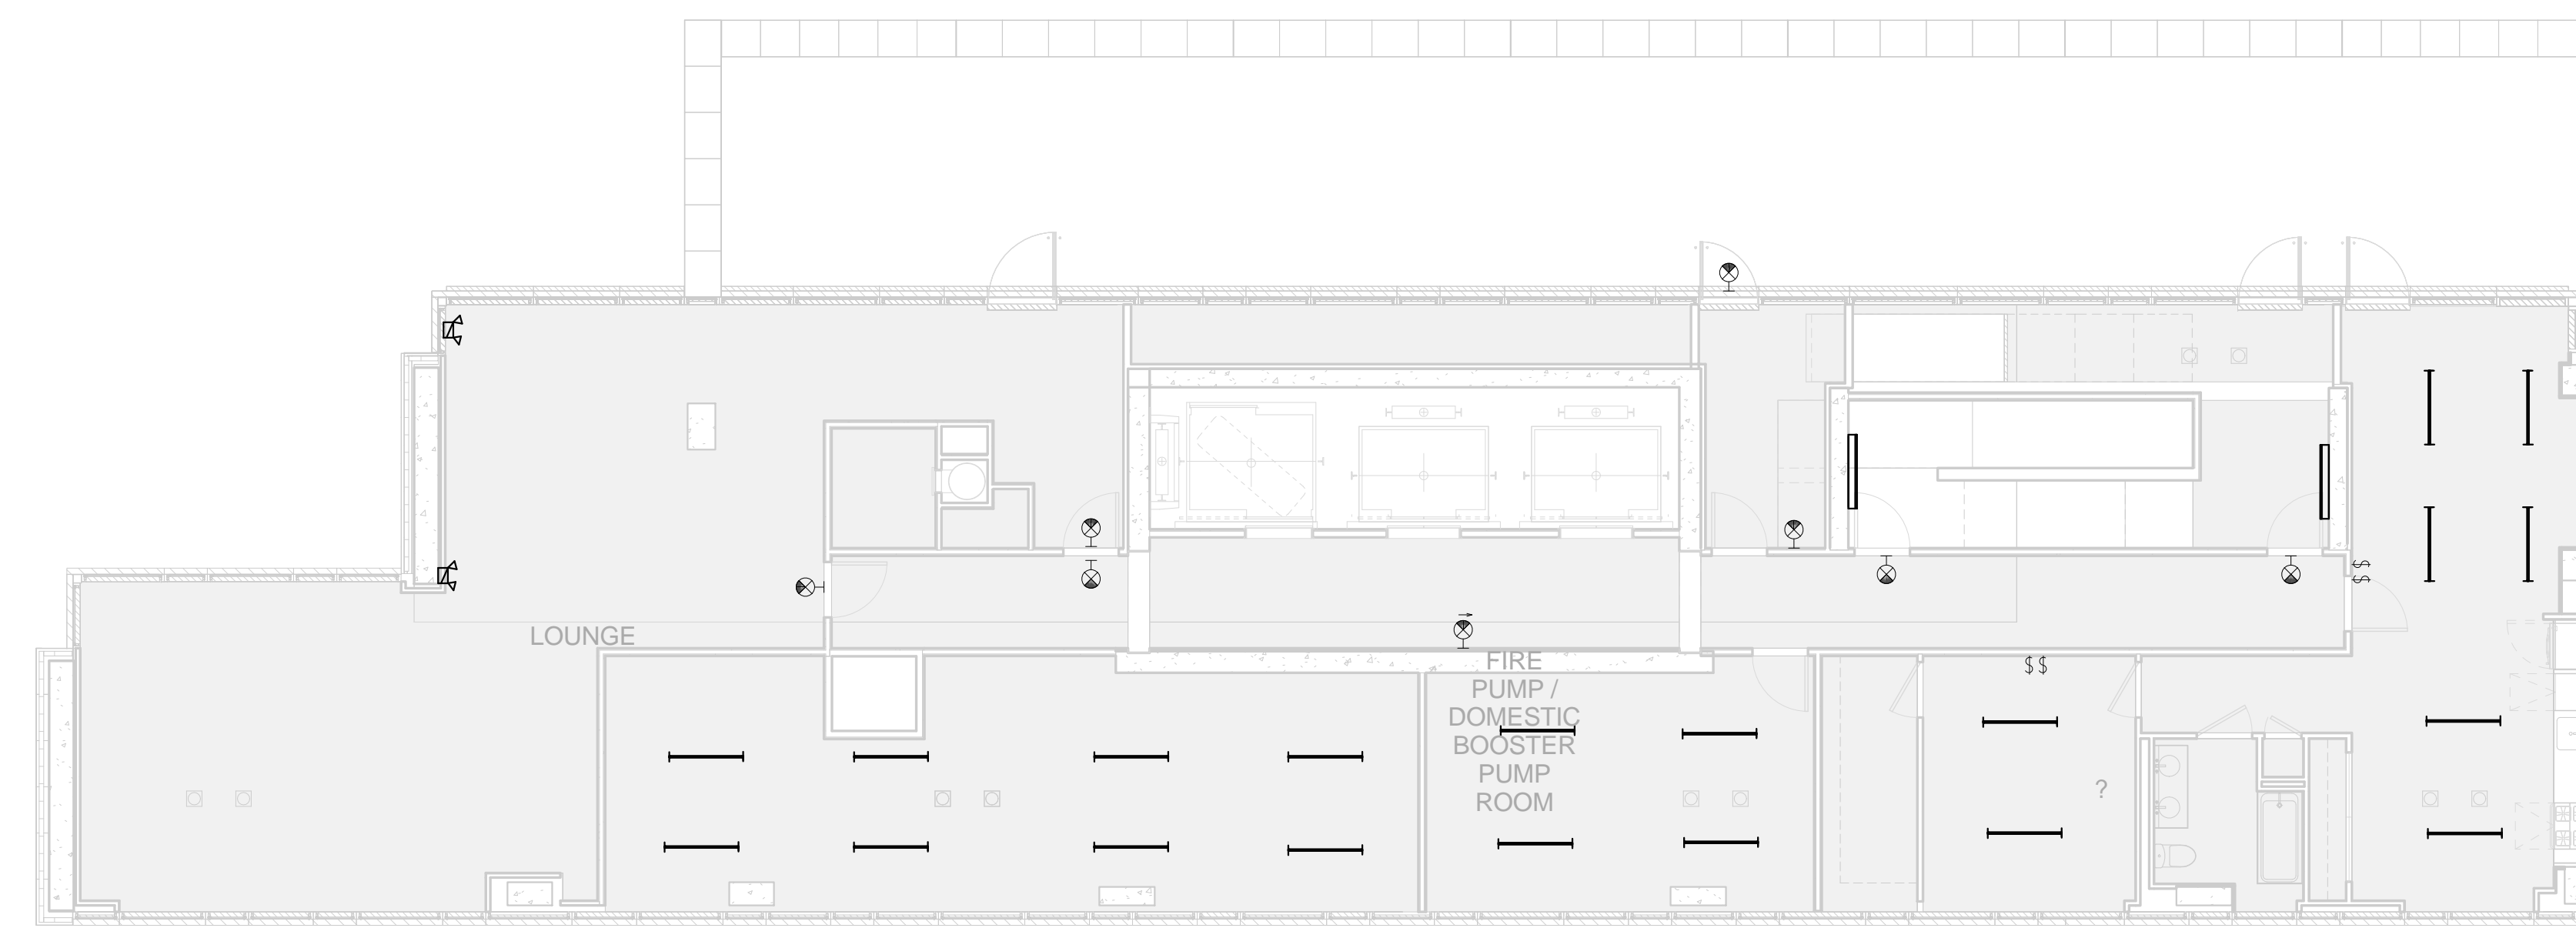 LOUNGE
FIRE
PUMP /
DOMESTIC
BOOSTER
PUMP
ROOM
$
$
$ $
?